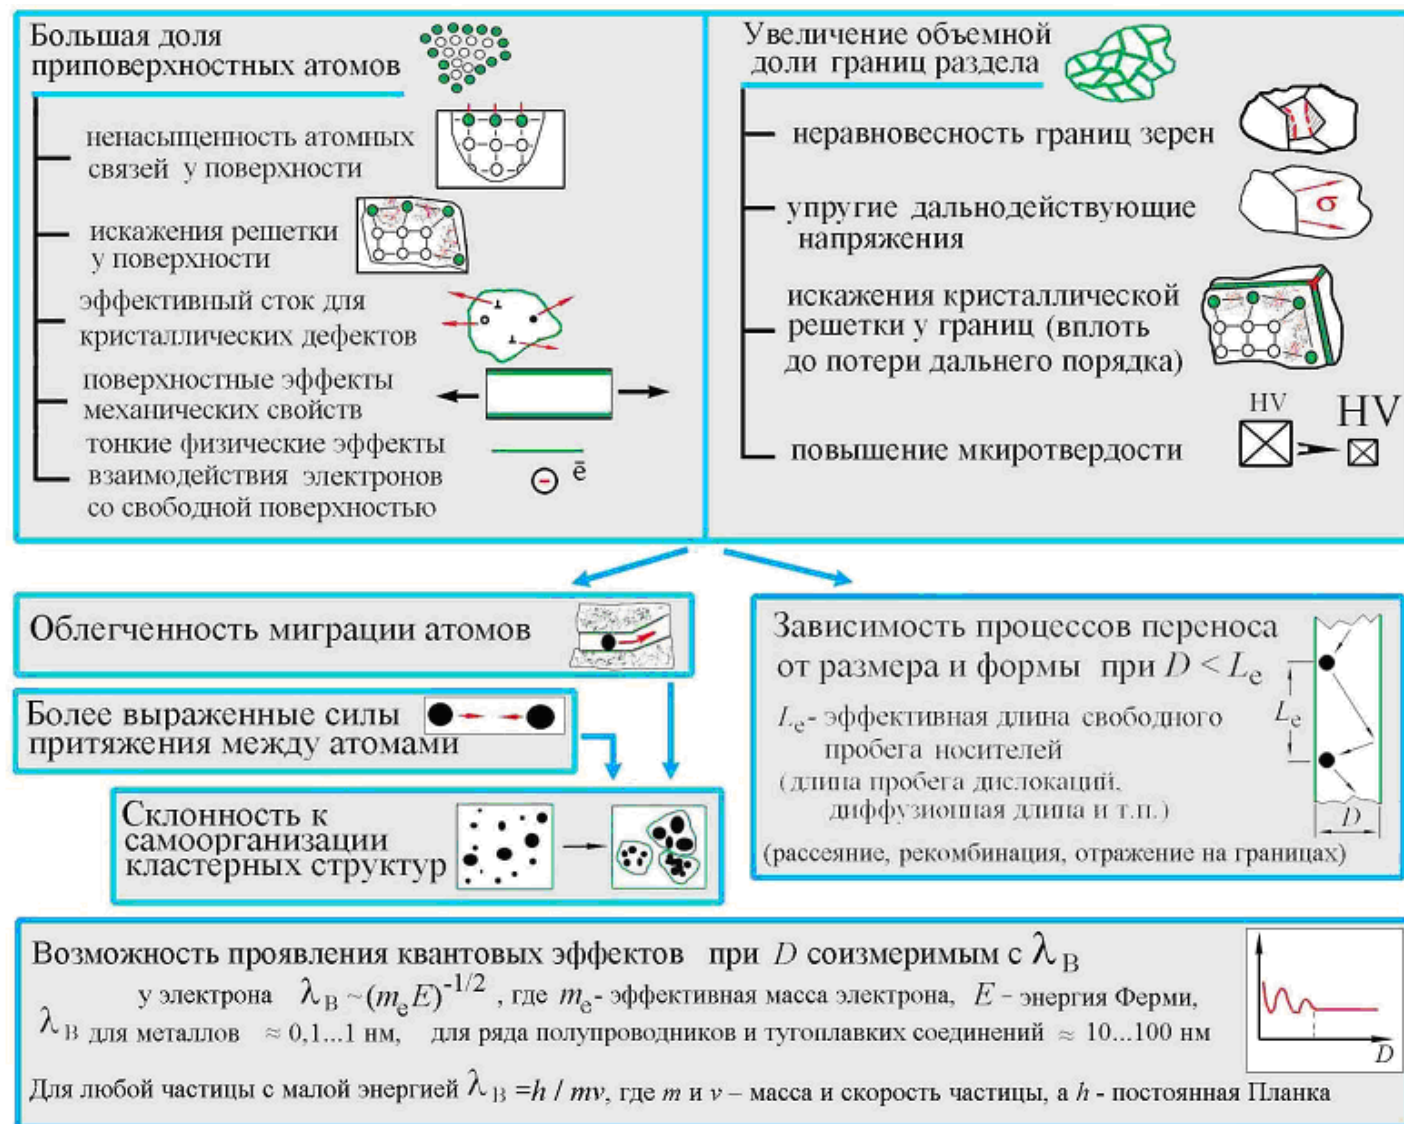 Большая доля
приповерхностных атомов
ненасыщенность атомных
связей у поверхности
искажения решетки
у поверхности
эффективный сток для
кристаллических дефектов
поверхностные эффекты
механических свойств
тонкие физические эффекты
взаимодействия электронов
со свободной поверхностью
ē
Увеличение объемной
доли границ раздела
неравновесность границ зерен
упругие дальнодействующие
напряжения
σ
искажения кристаллической
решетки у границ (вплоть
до потери дальнего порядка)
HV HV
повышение мкиротвердости
Облегченность миграции атомов
Более выраженные силы
притяжения между атомами
Склонность к
самоорганизации
кластерных структур
Зависимость процессов переноса
от размера и формы при D < Lₑ
Lₑ- эффективная длина свободного
пробега носителей
(длина пробега дислокаций,
диффузионная длина и т.п.)
(рассеяние, рекомбинация, отражение на границах)
Lₑ
D
Возможность проявления квантовых эффектов при D соизмеримым с λ_B
у электрона λ_B ~(mₑE)^-1/2 , где mₑ- эффективная масса электрона, E - энергия Ферми,
λ_B для металлов ≈ 0,1...1 нм, для ряда полупроводников и тугоплавких соединений ≈ 10...100 нм
D
Для любой частицы с малой энергией λ_B =h / mv, где m и v – масса и скорость частицы, а h - постоянная Планка